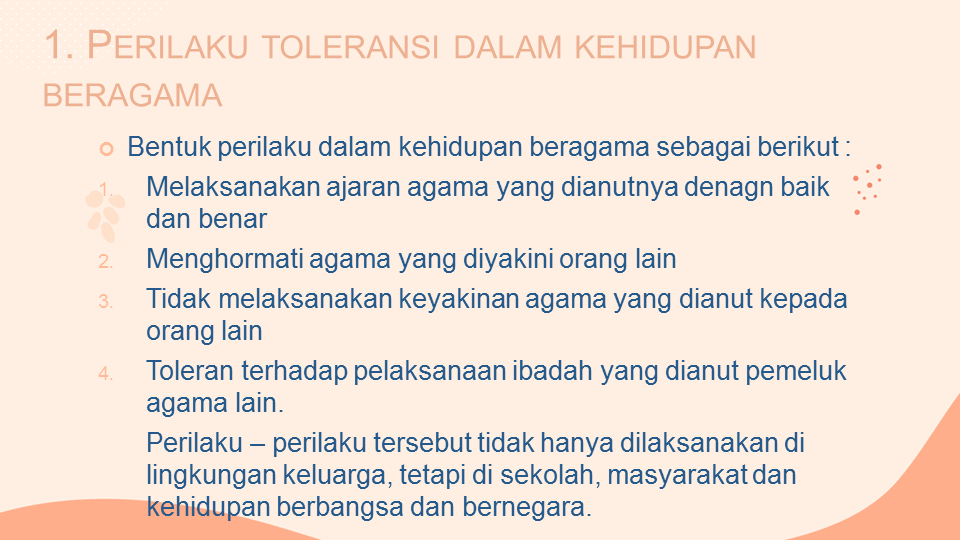 1. PERILAKU TOLERANSI DALAM KEHIDUPAN
BERAGAMA
Bentuk perilaku dalam kehidupan beragama sebagai berikut :
1. Melaksanakan ajaran agama yang dianutnya denagn baik
dan benar
2. Menghormati agama yang diyakini orang lain
3. Tidak melaksanakan keyakinan agama yang dianut kepada
orang lain
4. Toleran terhadap pelaksanaan ibadah yang dianut pemeluk
agama lain.
Perilaku – perilaku tersebut tidak hanya dilaksanakan di
lingkungan keluarga, tetapi di sekolah, masyarakat dan
kehidupan berbangsa dan bernegara.